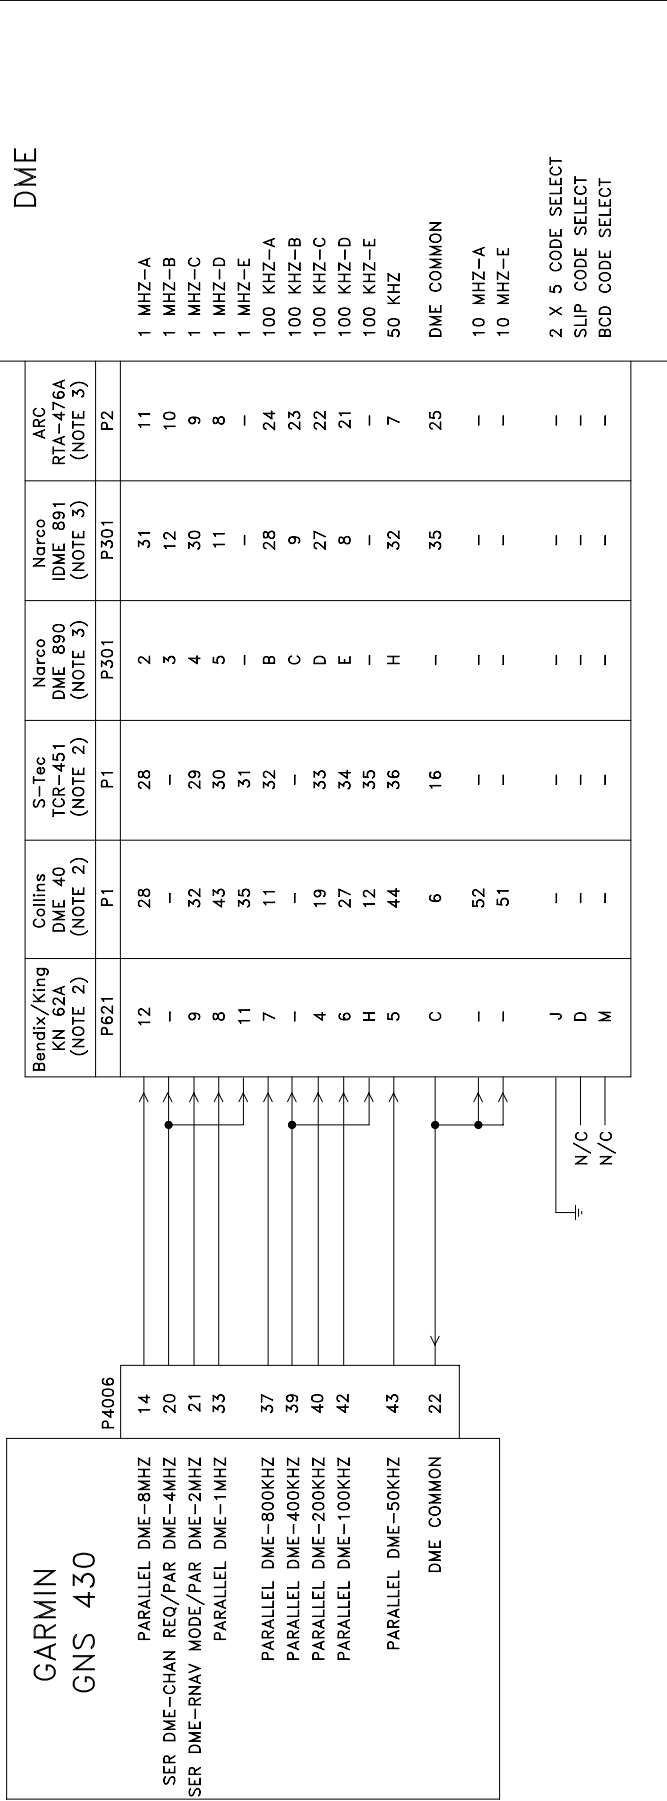 GARMIN
GNS 430
P4006
PARALLEL DME-8MHZ 14
SER DME-CHAN REQ/PAR DME-4MHZ 20
SER DME-RNAV MODE/PAR DME-2MHZ 21
PARALLEL DME-1MHZ 33
PARALLEL DME-800KHZ 37
PARALLEL DME-400KHZ 39
PARALLEL DME-200KHZ 40
PARALLEL DME-100KHZ 42
PARALLEL DME-50KHZ 43
DME COMMON 22
N/C
N/C
DME
Bendix/King Collins S-Tec Narco Narco ARC
KN 62A DME 40 TCR-451 DME 890 IDME 891 RTA-476A
(NOTE 2) (NOTE 2) (NOTE 2) (NOTE 3) (NOTE 3) (NOTE 3)
P621 P1 P1 P301 P301 P2
12 28 28 2 31 11 1 MHZ-A
- - - 3 12 10 1 MHZ-B
9 32 29 4 30 9 1 MHZ-C
8 43 30 5 11 8 1 MHZ-D
11 35 31 - - - 1 MHZ-E
7 11 32 B 28 24 100 KHZ-A
- - - C 9 23 100 KHZ-B
4 19 33 D 27 22 100 KHZ-C
6 27 34 E 8 21 100 KHZ-D
H 12 35 - - - 100 KHZ-E
5 44 36 H 32 7 50 KHZ
C 6 16 - 35 25 DME COMMON
- 52 - - - - 10 MHZ-A
- 51 - - - - 10 MHZ-E
J - - - - - 2 X 5 CODE SELECT
D - - - - - SLIP CODE SELECT
M - - - - - BCD CODE SELECT